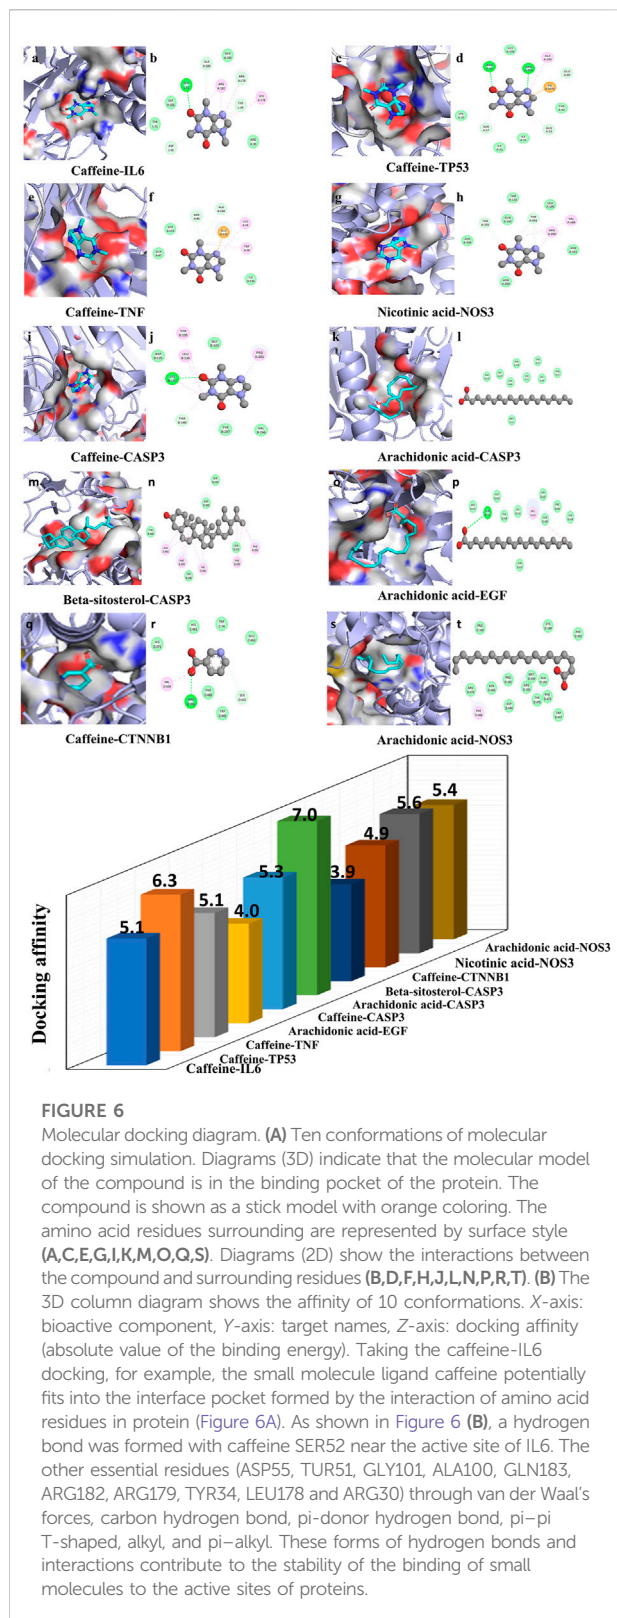 a
b
c
d
Caffeine-IL6
Caffeine-TP53
e
f
g
h
Caffeine-TNF
Nicotinic acid-NOS3
i
j
k
l
Caffeine-CASP3
Arachidonic acid-CASP3
m
n
o
p
Beta-sitosterol-CASP3
Arachidonic acid-EGF
q
r
s
t
Caffeine-CTNNB1
Arachidonic acid-NOS3
Docking affinity
5.1
6.3
5.1
4.0
5.3
7.0
3.9
4.9
5.6
5.4
Arachidonic acid-NOS3
Nicotinic acid-NOS3
Caffeine-CTNNB1
Beta-sitosterol-CASP3
Arachidonic acid-CASP3
Caffeine-CASP3
Arachidonic acid-EGF
Caffeine-TNF
Caffeine-TP53
Caffeine-IL6
FIGURE 6
Molecular docking diagram. (A) Ten conformations of molecular
docking simulation. Diagrams (3D) indicate that the molecular model
of the compound is in the binding pocket of the protein. The
compound is shown as a stick model with orange coloring. The
amino acid residues surrounding are represented by surface style
(A,C,E,G,I,K,M,O,Q,S). Diagrams (2D) show the interactions between
the compound and surrounding residues (B,D,F,H,J,L,N,P,R,T). (B) The
3D column diagram shows the affinity of 10 conformations. X-axis:
bioactive component, Y-axis: target names, Z-axis: docking affinity
(absolute value of the binding energy). Taking the caffeine-IL6
docking, for example, the small molecule ligand caffeine potentially
fits into the interface pocket formed by the interaction of amino acid
residues in protein (Figure 6A). As shown in Figure 6 (B), a hydrogen
bond was formed with caffeine SER52 near the active site of IL6. The
other essential residues (ASP55, TUR51, GLY101, ALA100, GLN183,
ARG182, ARG179, TYR34, LEU178 and ARG30) through van der Waal's
forces, carbon hydrogen bond, pi-donor hydrogen bond, pi–pi
T-shaped, alkyl, and pi–alkyl. These forms of hydrogen bonds and
interactions contribute to the stability of the binding of small
molecules to the active sites of proteins.